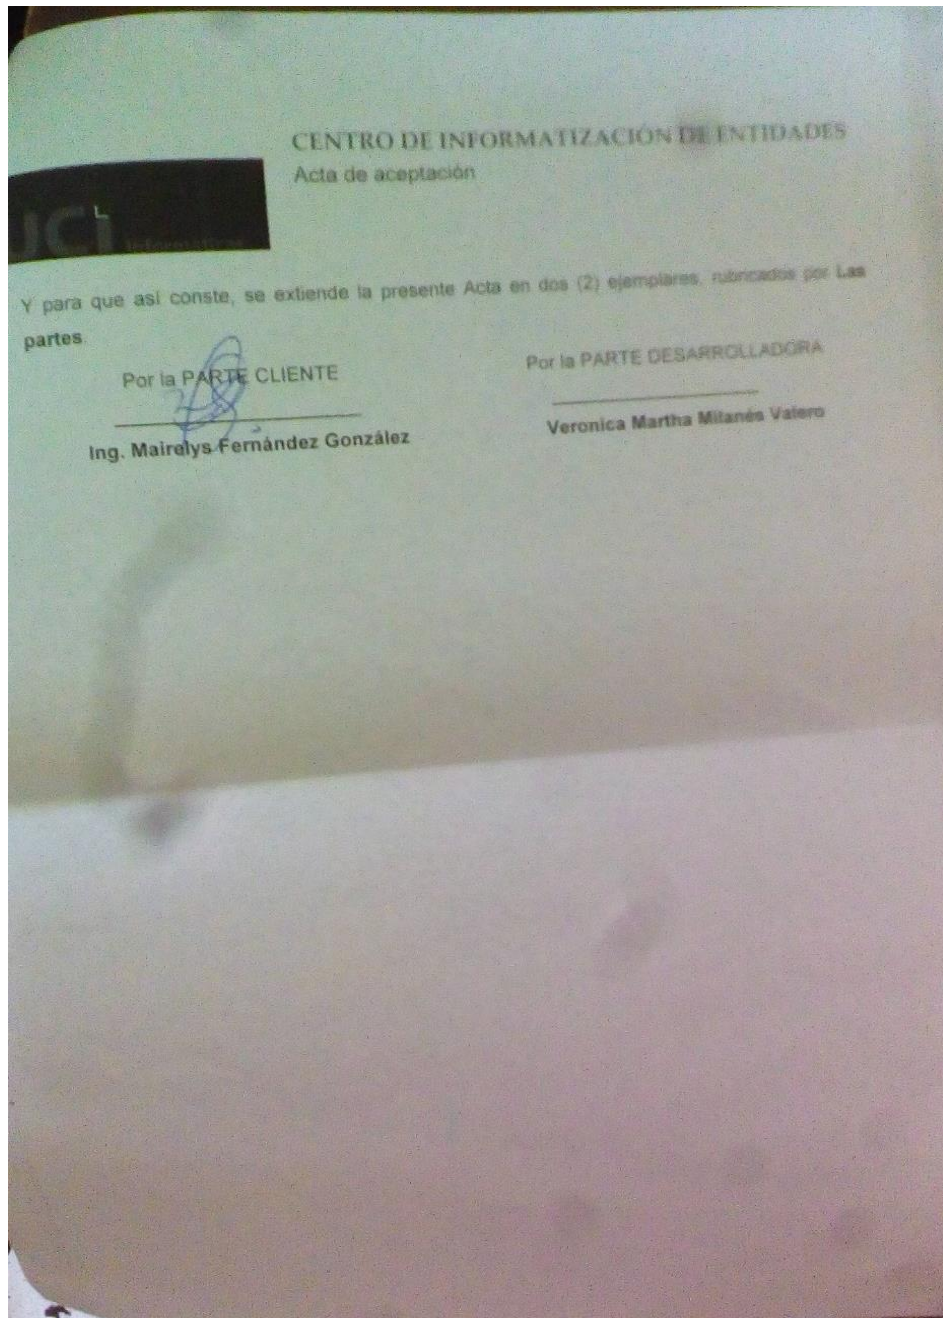 CENTRO DE INFORMATIZACIÓN DE ENTIDADES
Acta de aceptación
UCi
Y para que así conste, se extiende la presente Acta en dos (2) ejemplares, rubricados por Las
partes.
Por la PARTE CLIENTE
Por la PARTE DESARROLLADORA
Ing. Mairelys Fernández González
Veronica Martha Milanés Valero